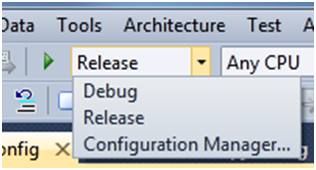 Data Tools Architecture Test
Release Any CPU
Debug
Release
Configuration Manager...
onfig